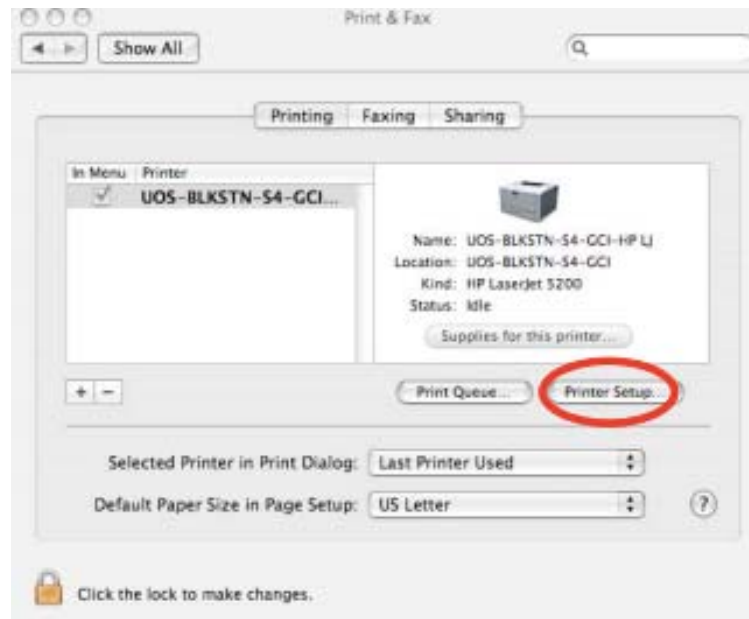 Print & Fax
Show All
Printing Faxing Sharing
In Menu Printer
UOS-BLKSTN-S4-GCI...
Name: UOS-BLKSTN-S4-GCI-HP LJ
Location: UOS-BLKSTN-S4-GCI
Kind: HP LaserJet 5200
Status: Idle
Supplies for this printer...
+ -
Print Queue... Printer Setup...
Selected Printer in Print Dialog: Last Printer Used
Default Paper Size in Page Setup: US Letter ?
Click the lock to make changes.